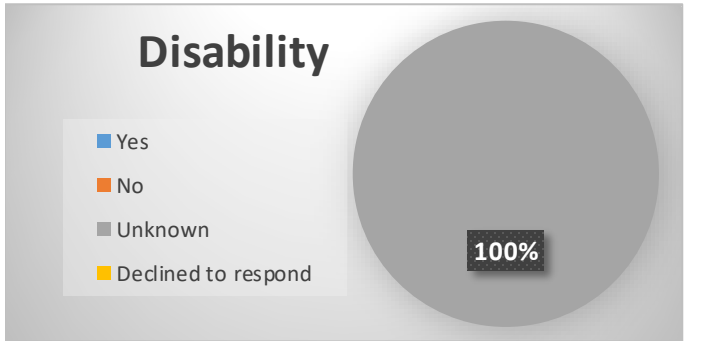 Disability
Yes
No
Unknown
Declined to respond
100%